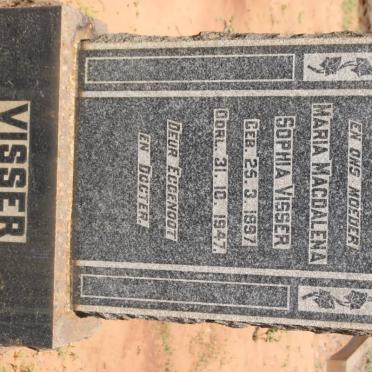 EN ONS MOEDER
MARIA MAGDALENA
SOPHIA VISSER
GEB. 25. 3. 1897
OORL. 31. 10. 1947
DEUR EGGENOOT
EN DOGTER
VISSER